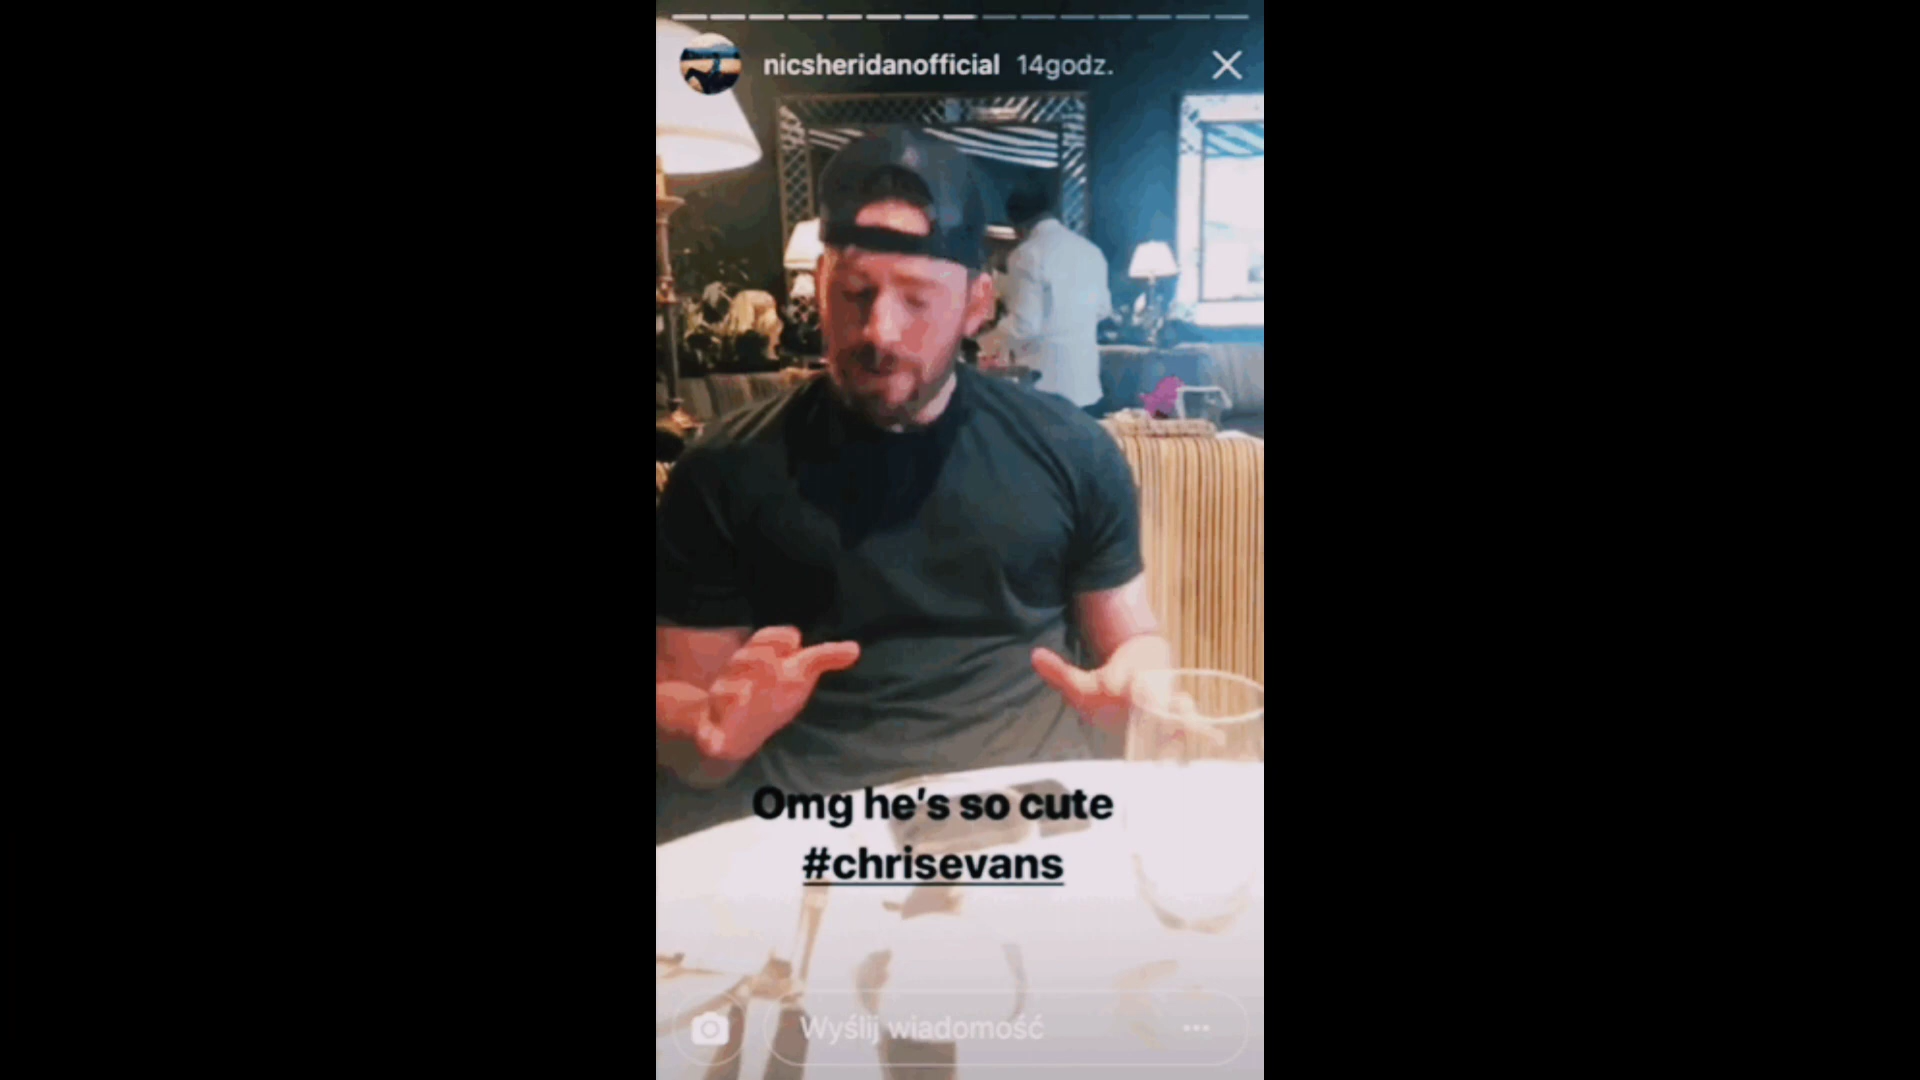 nicsheridanofficial 14godz.
Omg he's so cute
#chrisevans
Wyślij wiadomość